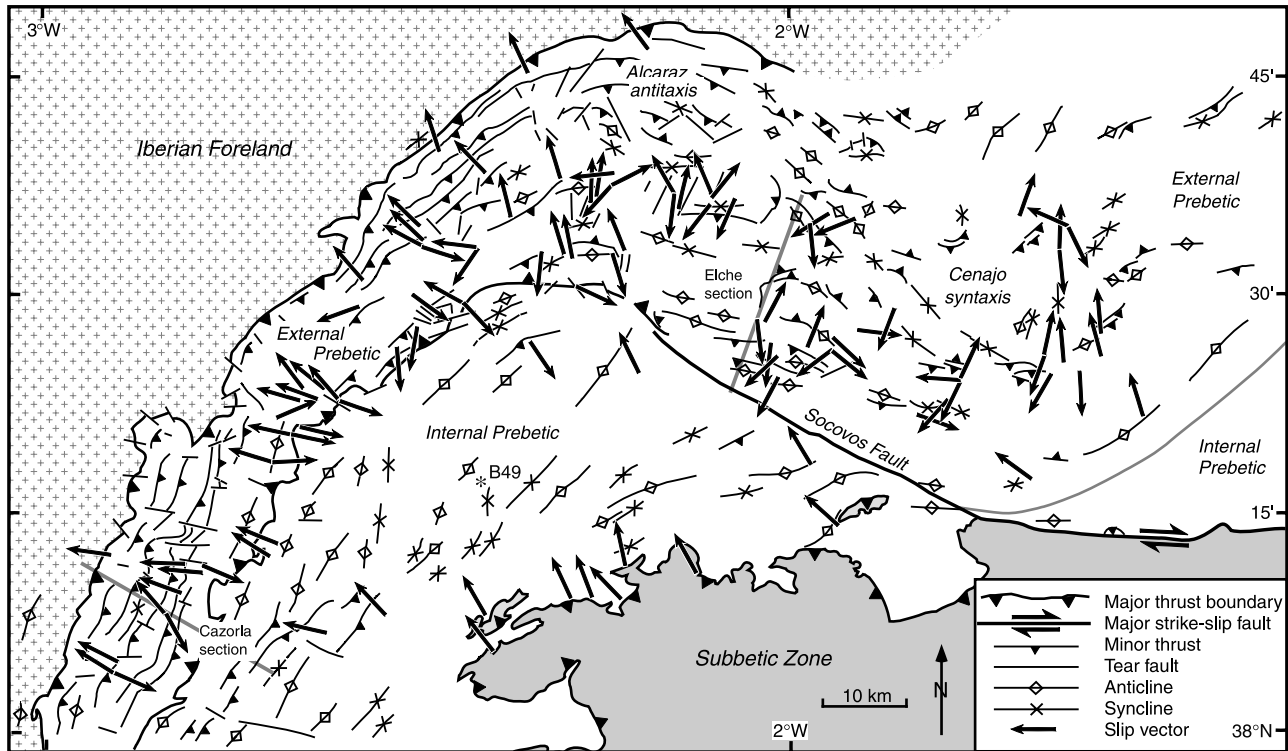 3°W
2°W
45'
Alcaraz
antitaxis
Iberian Foreland
External
Prebetic
Elche
section
Cenajo
syntaxis
30'
External
Prebetic
Internal Prebetic
Socovos Fault
Internal
Prebetic
B49
15'
Cazorla
section
Subbetic Zone
10 km
N
2°W
38°N
Major thrust boundary
Major strike-slip fault
Minor thrust
Tear fault
Anticline
Syncline
Slip vector